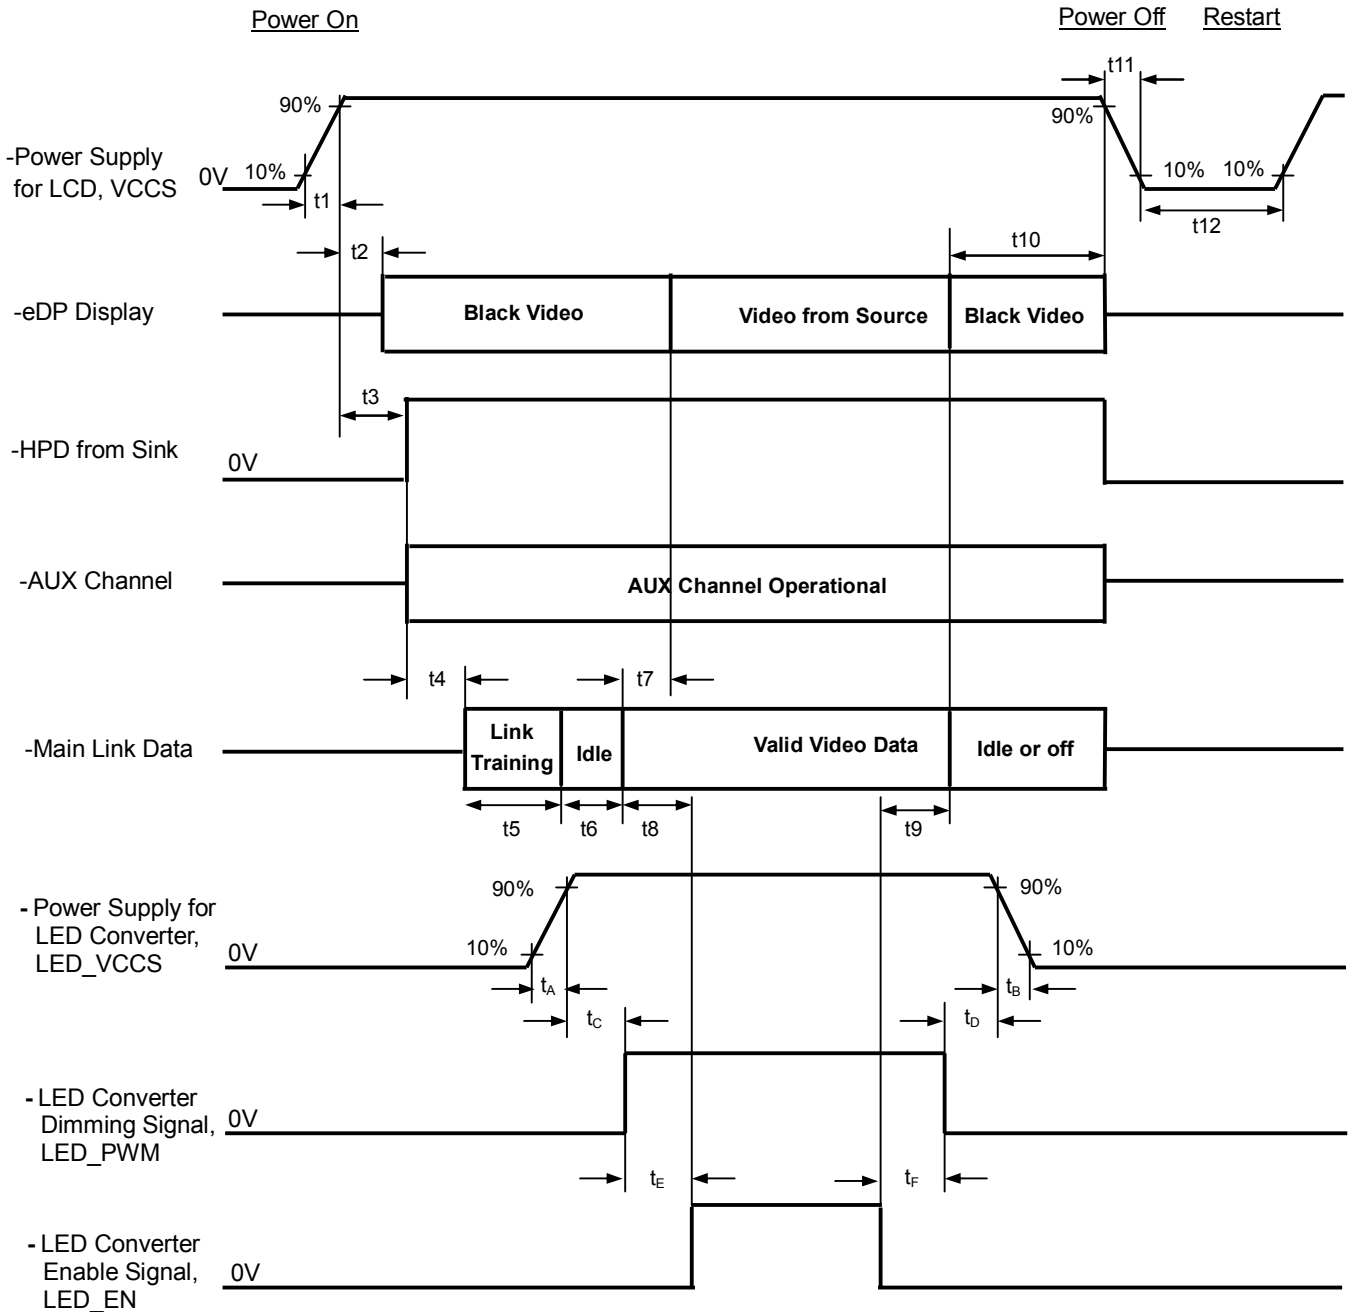 Power On
Power Off
Restart
t11
90%
90%
-Power Supply
for LCD, VCCS
0V
10%
10%
10%
t1
t12
t2
t10
-eDP Display
Black Video
Video from Source
Black Video
t3
-HPD from Sink
0V
-AUX Channel
AUX Channel Operational
t4
t7
-Main Link Data
Link
Training
Idle
Valid Video Data
Idle or off
t5
t6
t8
t9
90%
90%
- Power Supply for
LED Converter,
LED_VCCS
0V
10%
10%
tA
tB
tC
tD
- LED Converter
Dimming Signal,
LED_PWM
0V
tE
tF
- LED Converter
Enable Signal,
LED_EN
0V